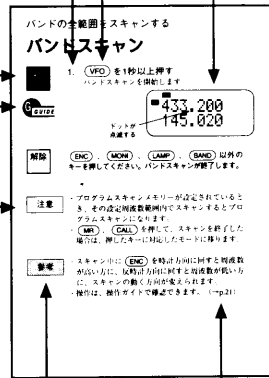 バンドの全範囲をスキャンする
バンドスキャン
1. VFO を1秒以上押す
バンドスキャンを開始します
G GUIDE
433.200
145.020
ドットが
点滅する
解除
ENC 、 MONI 、 LAMP 、 BAND 以外の
キーを押してください。バンドスキャンが終了します。
注意
・プログラムスキャンメモリーが設定されていると
き、その設定周波数範囲内でスキャンするとプロ
グラムスキャンになります。
・ MR 、 CALL を押して、スキャンを終了した
場合は、押したキーに対応したモードに移ります
参考
・スキャン中に ENC を時計方向に回すと周波数
が高い方に、反時計方向に回すと周波数が低い方
に、スキャンの動く方向が変えられます。
・操作は、操作ガイドで確認できます。(→p.21)